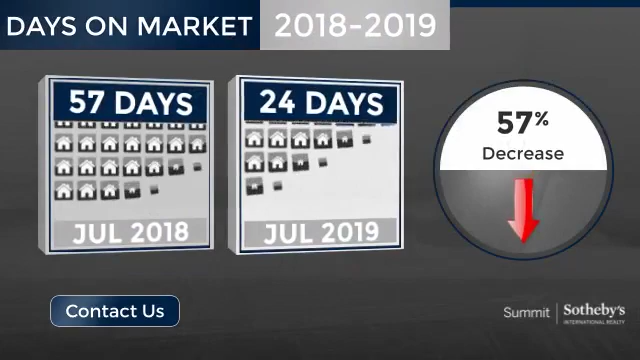 DAYS ON MARKET 2018-2019
57 DAYS
JUL 2018
24 DAYS
JUL 2019
57%
Decrease
Contact Us
Summit Sotheby's
INTERNATIONAL REALTY